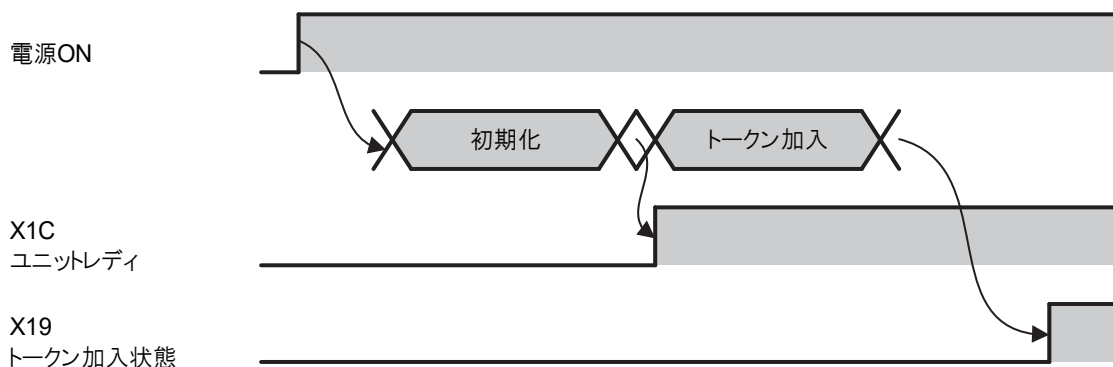 電源ON
初期化
トークン加入
X1C
ユニットレディ
X19
トークン加入状態